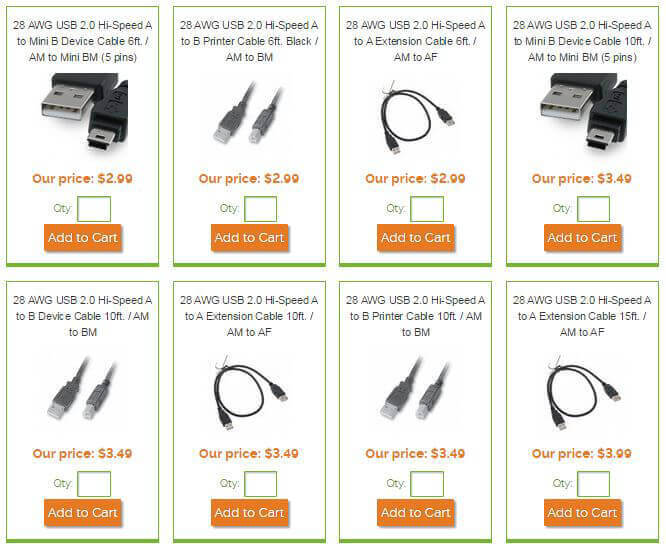 28 AWG USB 2.0 Hi-Speed A
to Mini B Device Cable 6ft. /
AM to Mini BM (5 pins)
Our price: $2.99
Qty:
Add to Cart
28 AWG USB 2.0 Hi-Speed A
to B Printer Cable 6ft. Black /
AM to BM
Our price: $2.99
Qty:
Add to Cart
28 AWG USB 2.0 Hi-Speed A
to A Extension Cable 6ft. /
AM to AF
Our price: $2.99
Qty:
Add to Cart
28 AWG USB 2.0 Hi-Speed A
to Mini B Device Cable 10ft. /
AM to Mini BM (5 pins)
Our price: $3.49
Qty:
Add to Cart
28 AWG USB 2.0 Hi-Speed A
to B Device Cable 10ft. / AM
to BM
Our price: $3.49
Qty:
Add to Cart
28 AWG USB 2.0 Hi-Speed A
to A Extension Cable 10ft. /
AM to AF
Our price: $3.49
Qty:
Add to Cart
28 AWG USB 2.0 Hi-Speed A
to B Printer Cable 10ft. / AM
to BM
Our price: $3.49
Qty:
Add to Cart
28 AWG USB 2.0 Hi-Speed A
to A Extension Cable 15ft. /
AM to AF
Our price: $3.99
Qty:
Add to Cart